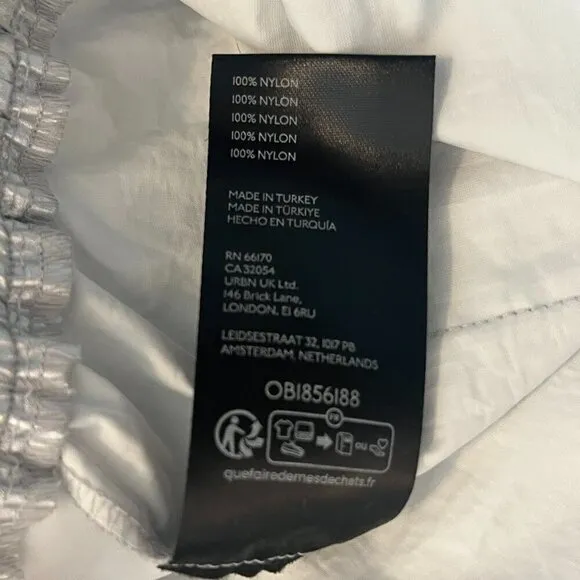 100% NYLON
100% NYLON
100% NYLON
100% NYLON
100% NYLON
MADE IN TURKEY
MADE IN TÜRKIYE
HECHO EN TURQUÍA
RN 66170
CA32054
URBN UK Ltd.
146 Brick Lane,
LONDON, E1 6RU
LEIDSESTRAAT 32, 1017 PB
AMSTERDAM, NETHERLANDS
OB1856188
FR
ou
quefairedemesdechets.fr